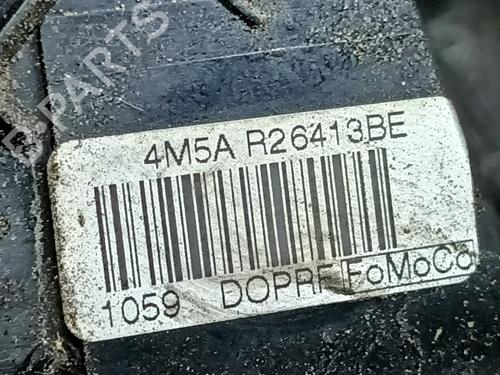 B-PARTS
4M5A R26413BE
1059 DOPRF FoMoCo